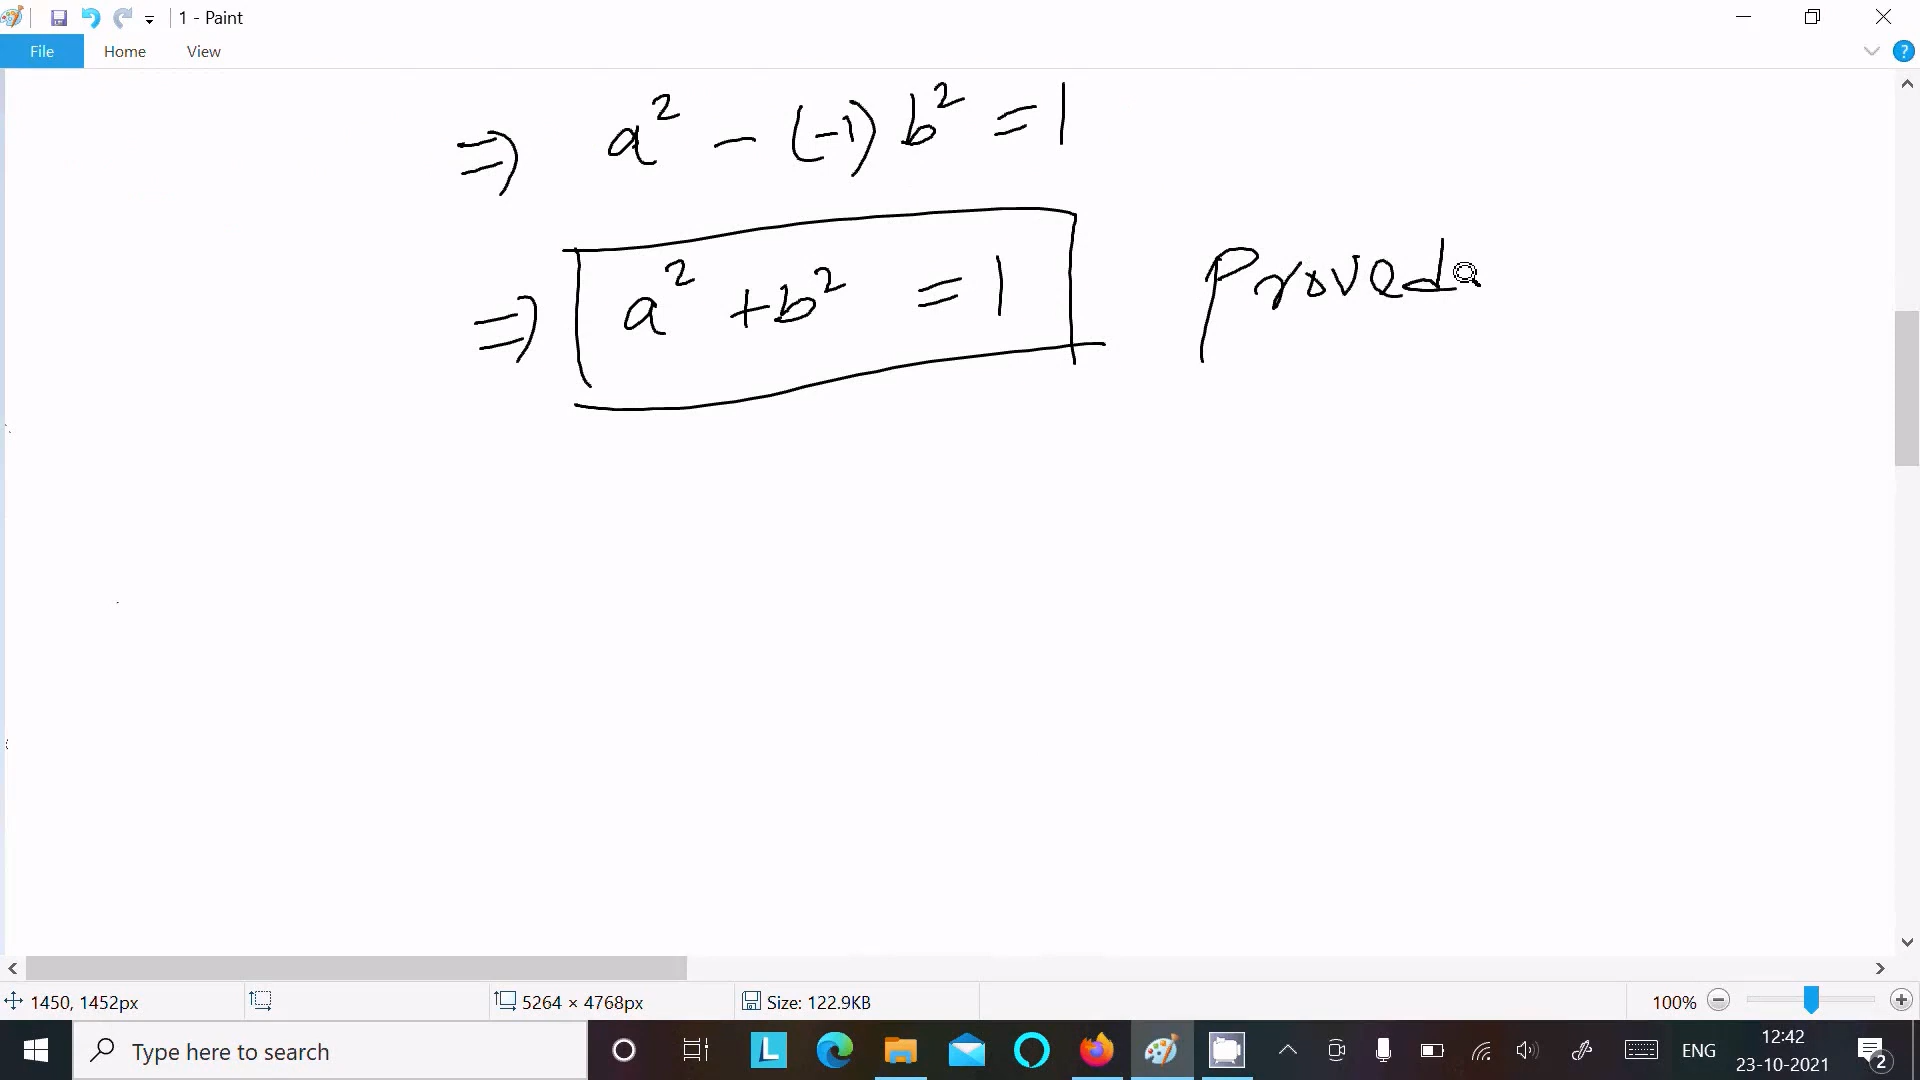 1 - Paint
File Home View
⇒ a² - (-1) b² = 1
⇒ a² + b² = 1 Proved
1450, 1452px 5264 × 4768px Size: 122.9KB 100%
Type here to search L ENG 12:42
23-10-2021 2